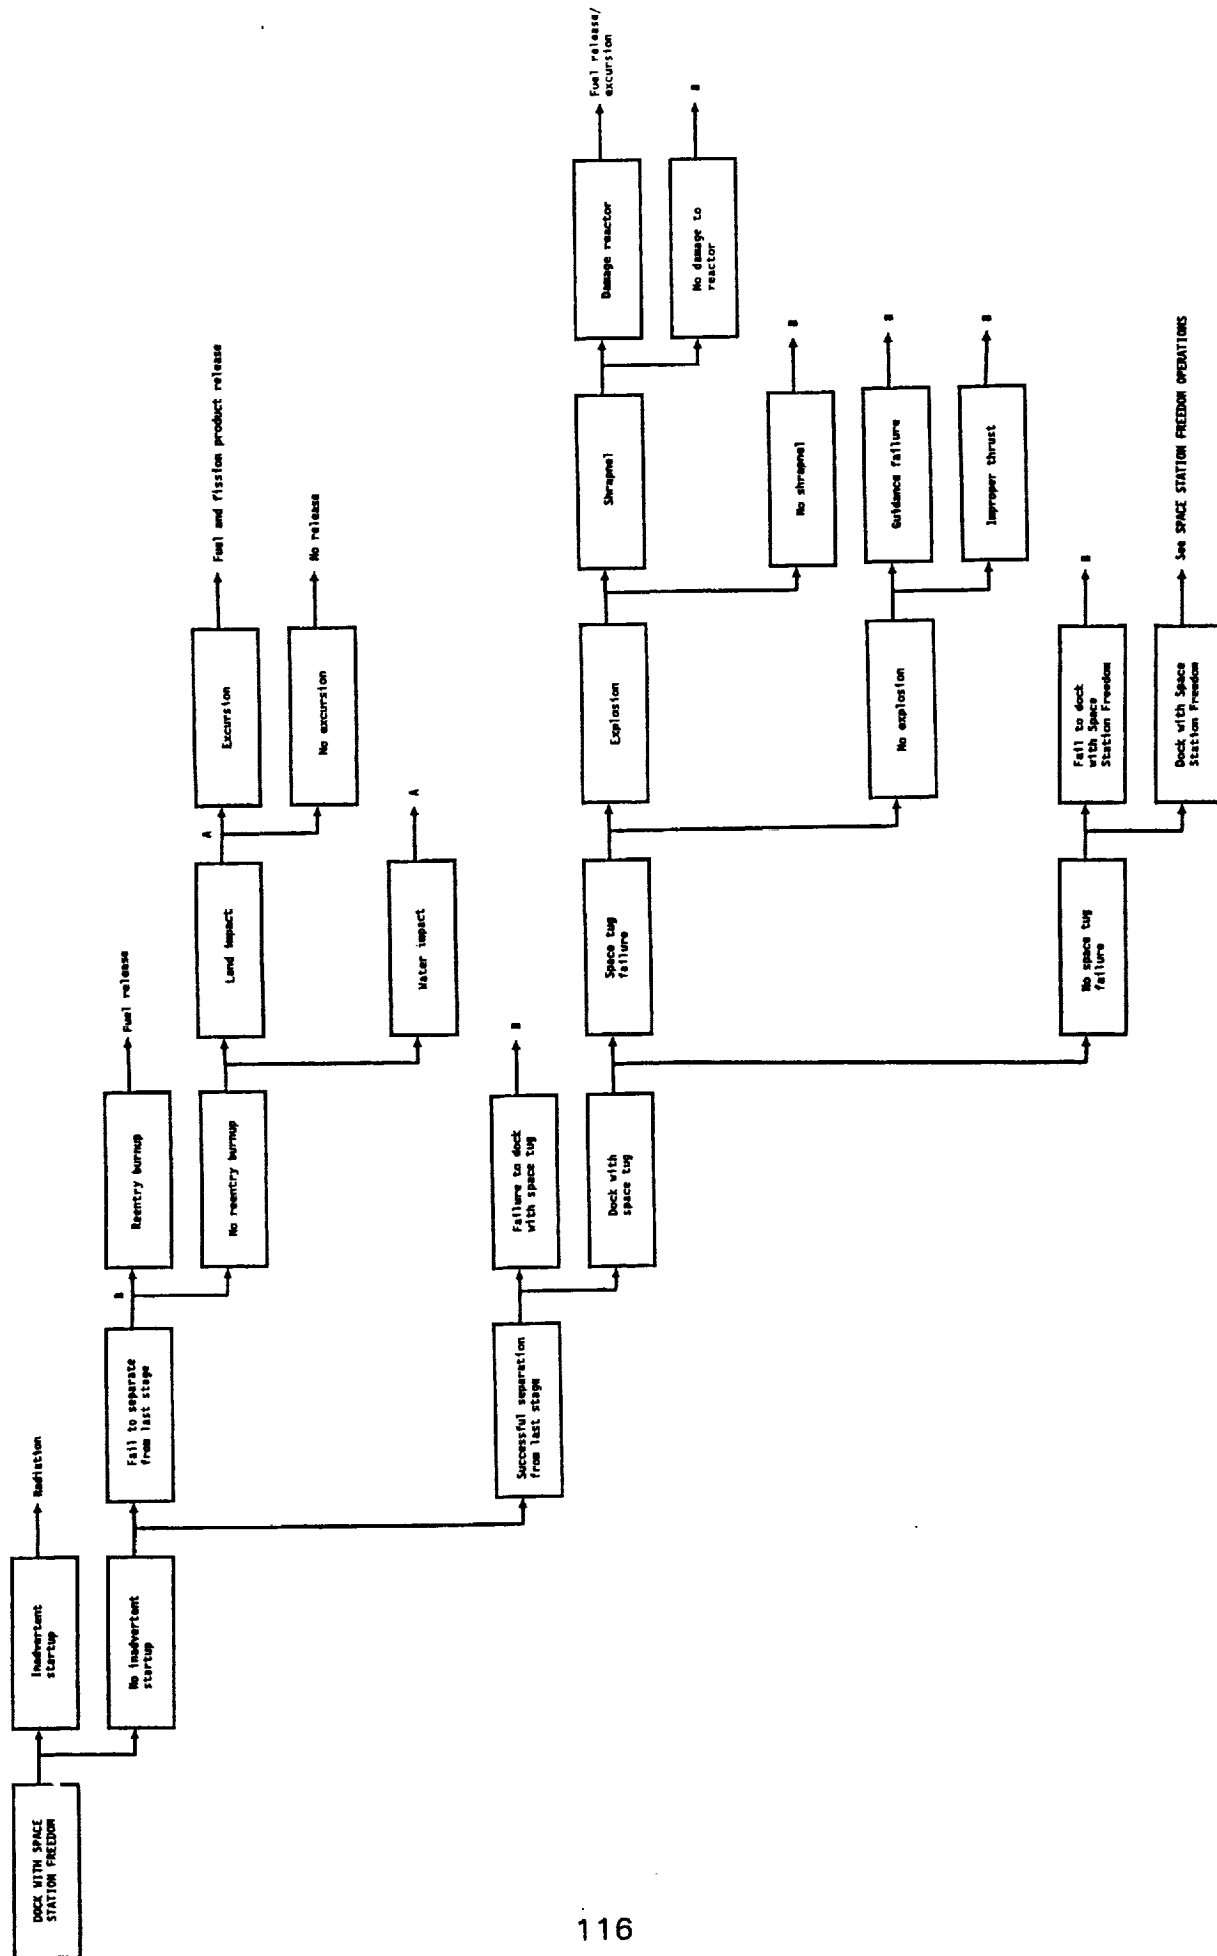 DOCK WITH SPACE
STATION FREEDOM
Inadvertent
startup
Radiation
No inadvertent
startup
Fail to separate
from last stage
B
Reentry burnup
Fuel release
No reentry burnup
Land impact
A
Excursion
Fuel and fission product release
No excursion
No release
Water impact
A
Successful separation
from last stage
Failure to dock
with space tug
B
Dock with
space tug
Space tug
failure
Explosion
Shrapnel
Damage reactor
Fuel release/
excursion
No damage to
reactor
B
No shrapnel
B
No explosion
Guidance failure
B
Improper thrust
B
No space tug
failure
Fail to dock
with Space
Station Freedom
B
Dock with Space
Station Freedom
See SPACE STATION FREEDOM OPERATIONS
116